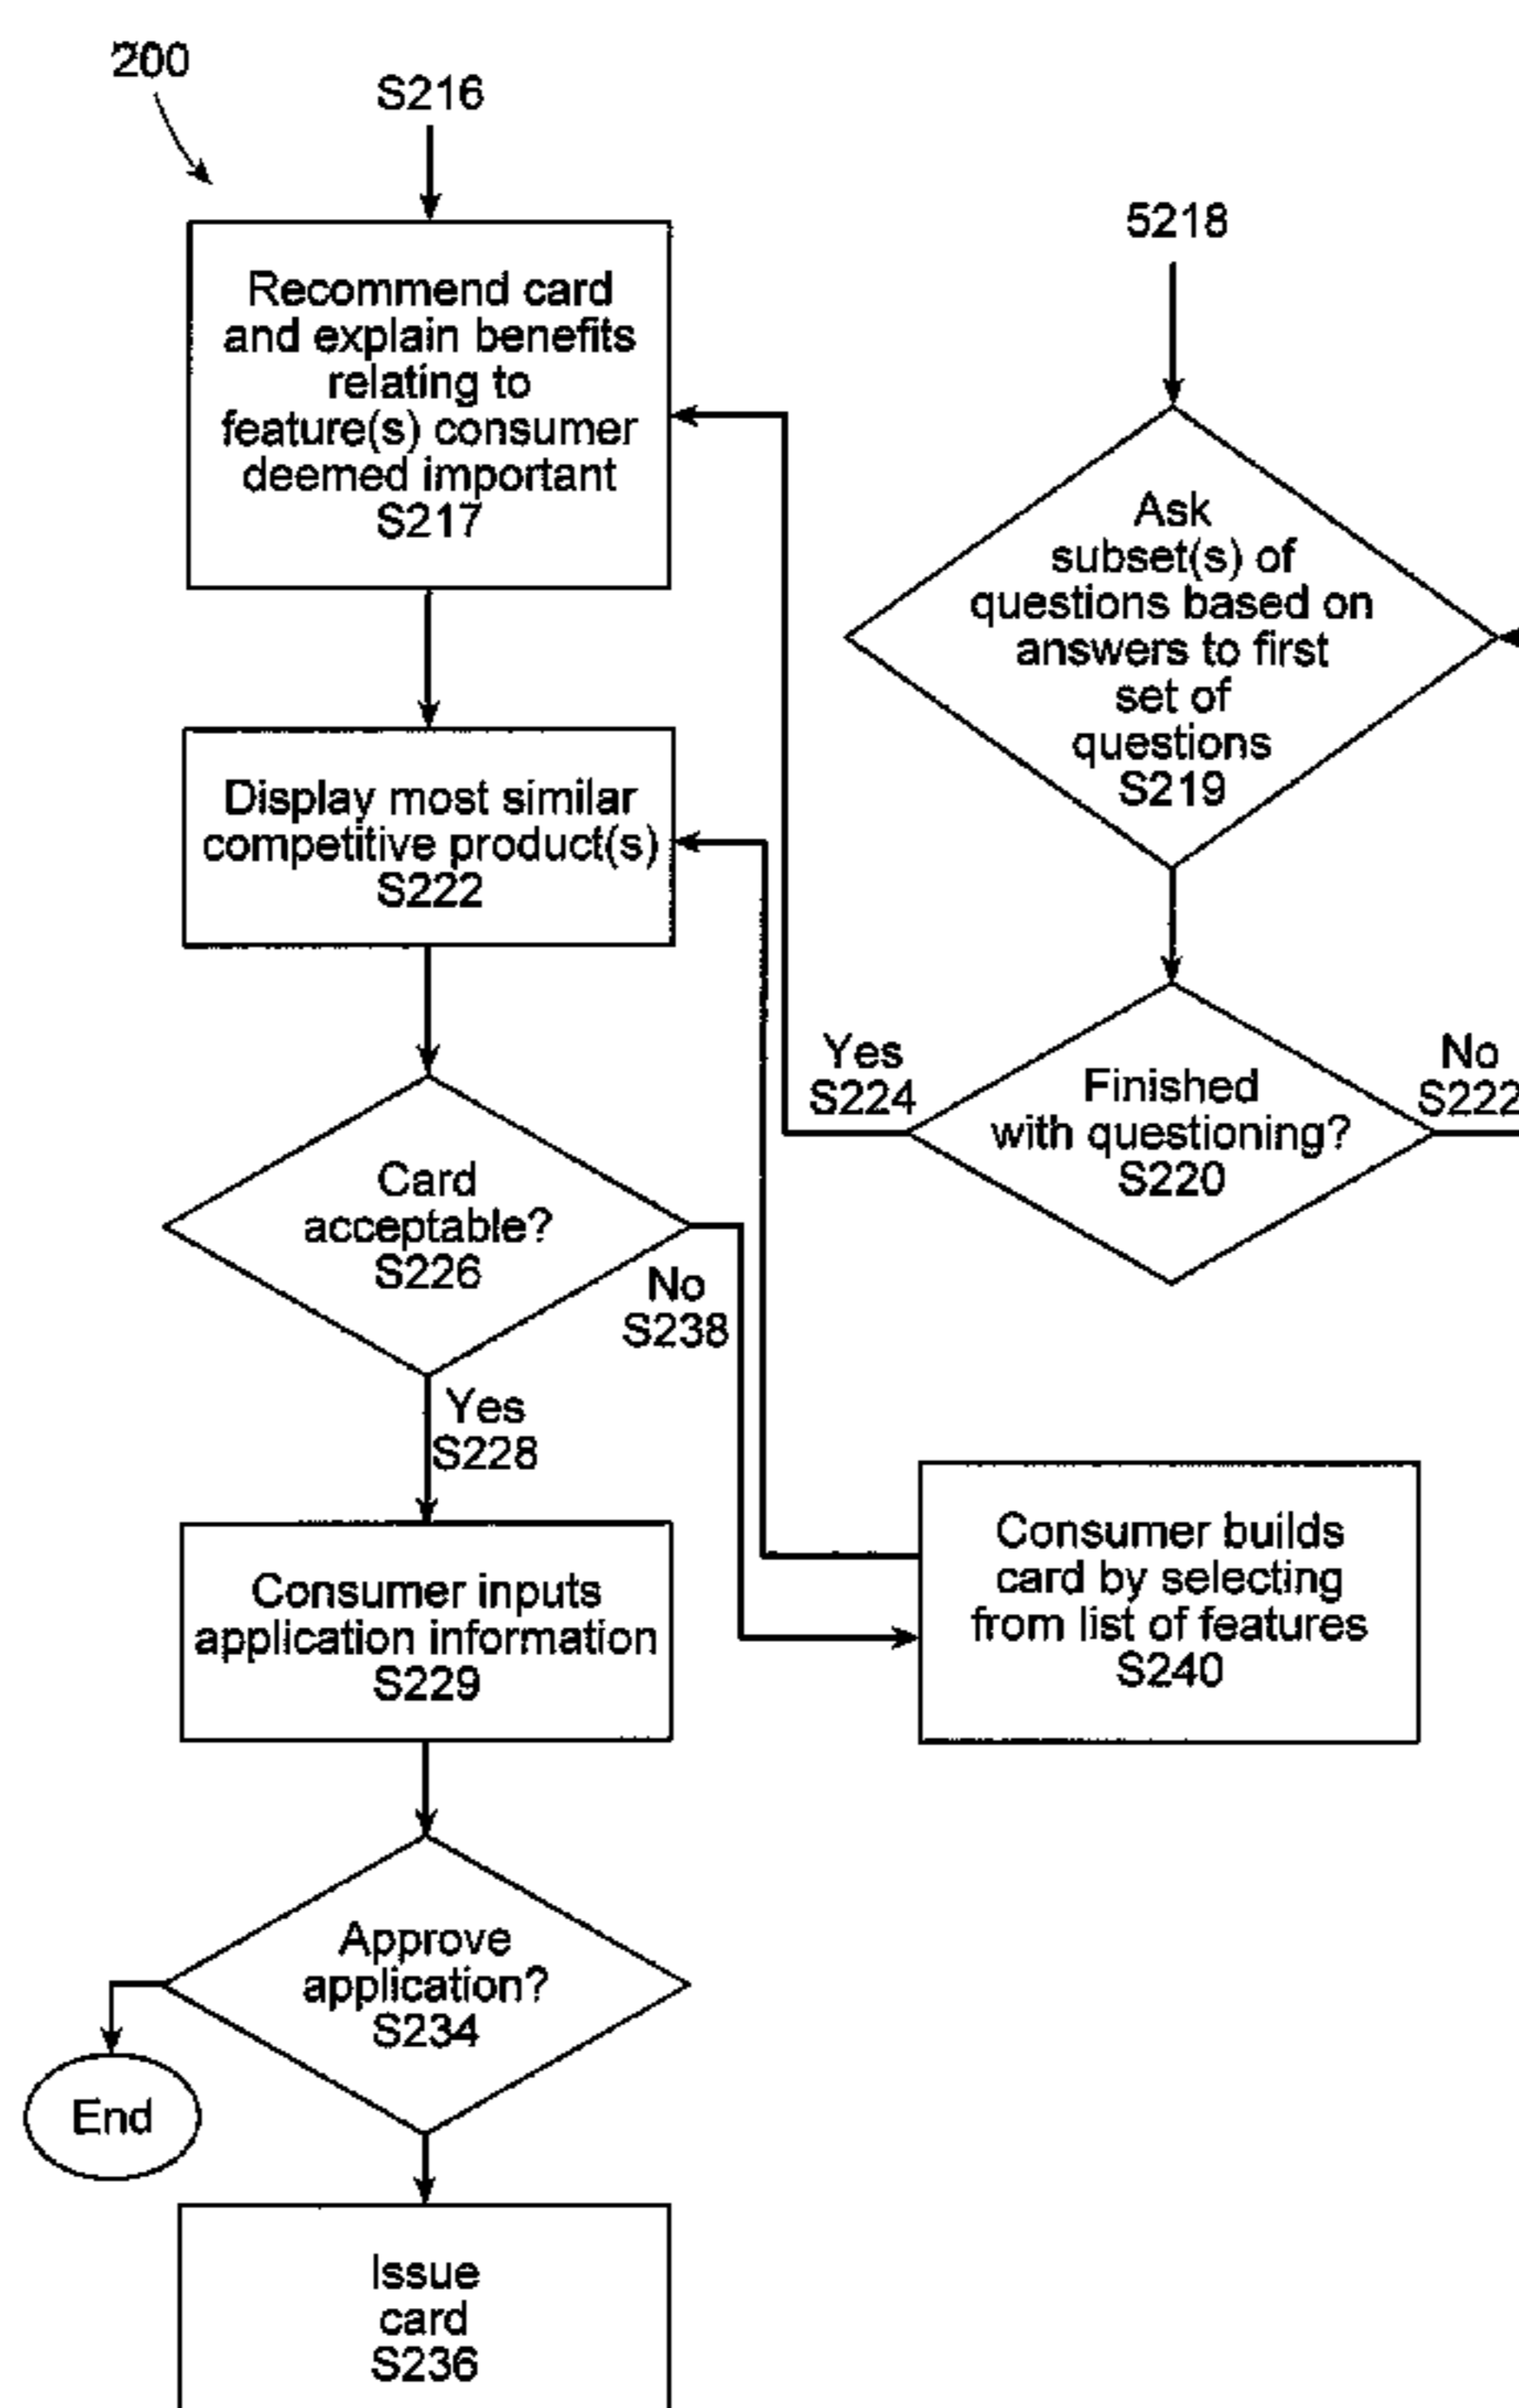 200
S216
Recommend card
and explain benefits
relating to
feature(s) consumer
deemed important
S217
5218
Ask
subset(s) of
questions based on
answers to first
set of
questions
S219
Display most similar
competitive product(s)
S222
Finished
with questioning?
S220
Yes
S224
No
S222
Card
acceptable?
S226
No
S238
Yes
S228
Consumer builds
card by selecting
from list of features
S240
Consumer inputs
application information
S229
Approve
application?
S234
End
Issue
card
S236